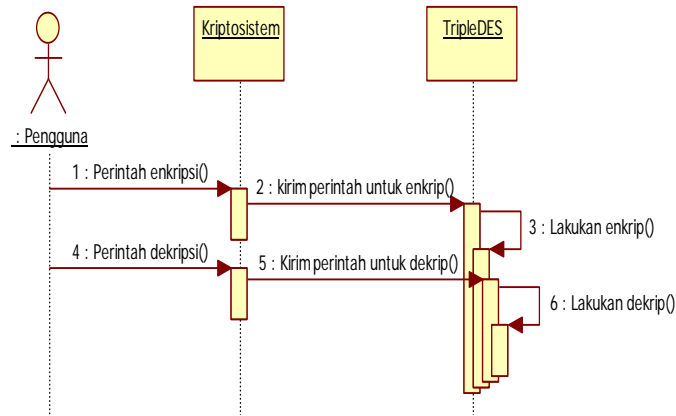 Kriptosistem
TripleDES
: Pengguna
1 : Perintah enkripsi()
2 : kirim perintah untuk enkrip()
3 : Lakukan enkrip()
4 : Perintah dekripsi()
5 : Kirim perintah untuk dekrip()
6 : Lakukan dekrip()